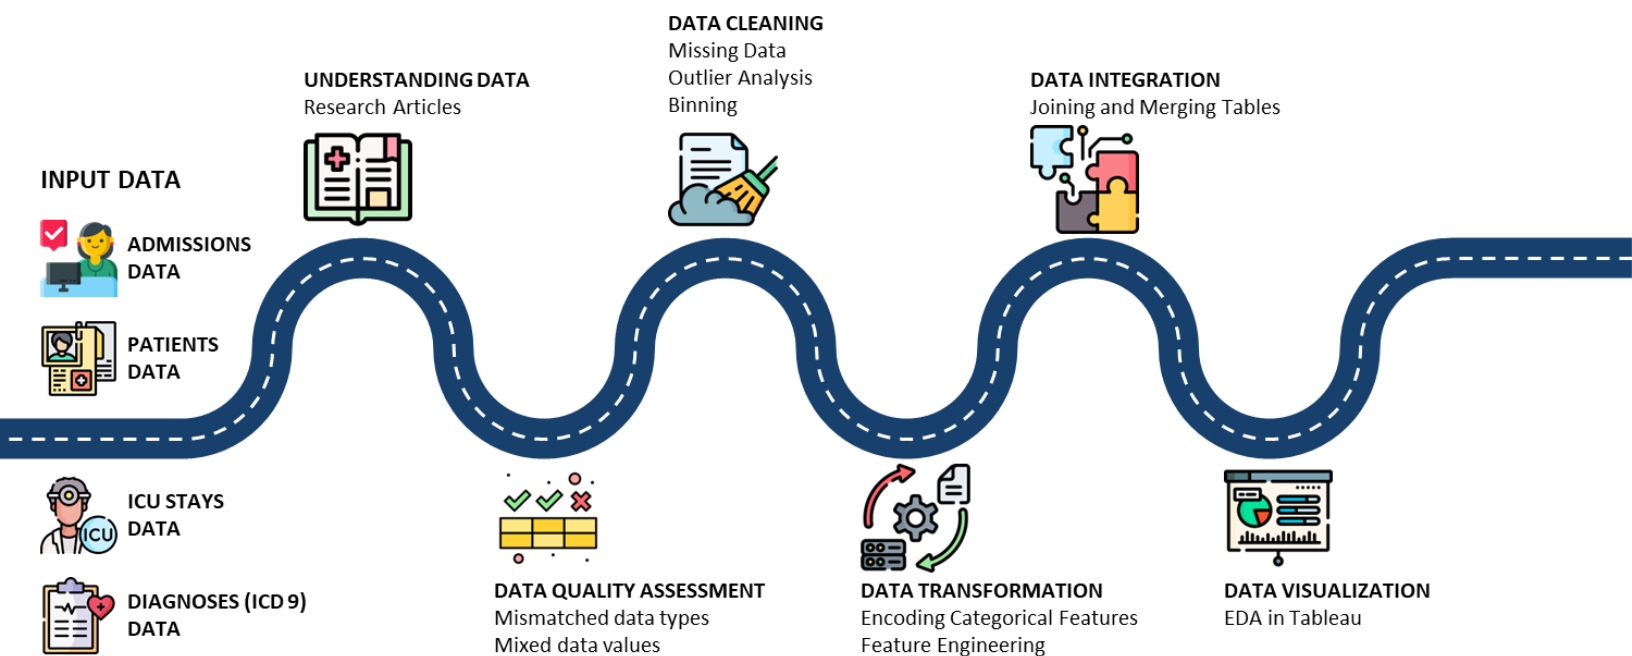 INPUT DATA
ADMISSIONS
DATA
PATIENTS
DATA
ICU STAYS
DATA
ICU
DIAGNOSES (ICD 9)
DATA
UNDERSTANDING DATA
Research Articles
DATA QUALITY ASSESSMENT
Mismatched data types
Mixed data values
DATA CLEANING
Missing Data
Outlier Analysis
Binning
DATA TRANSFORMATION
Encoding Categorical Features
Feature Engineering
DATA INTEGRATION
Joining and Merging Tables
DATA VISUALIZATION
EDA in Tableau